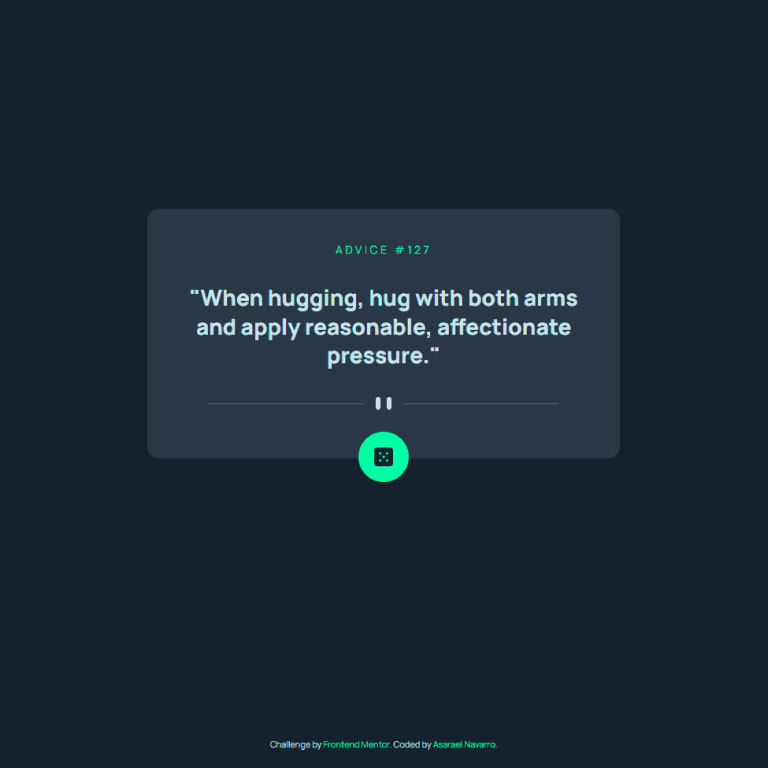 ADVICE #127
"When hugging, hug with both arms
and apply reasonable, affectionate
pressure."
Challenge by Frontend Mentor. Coded by Asarael Navarro.